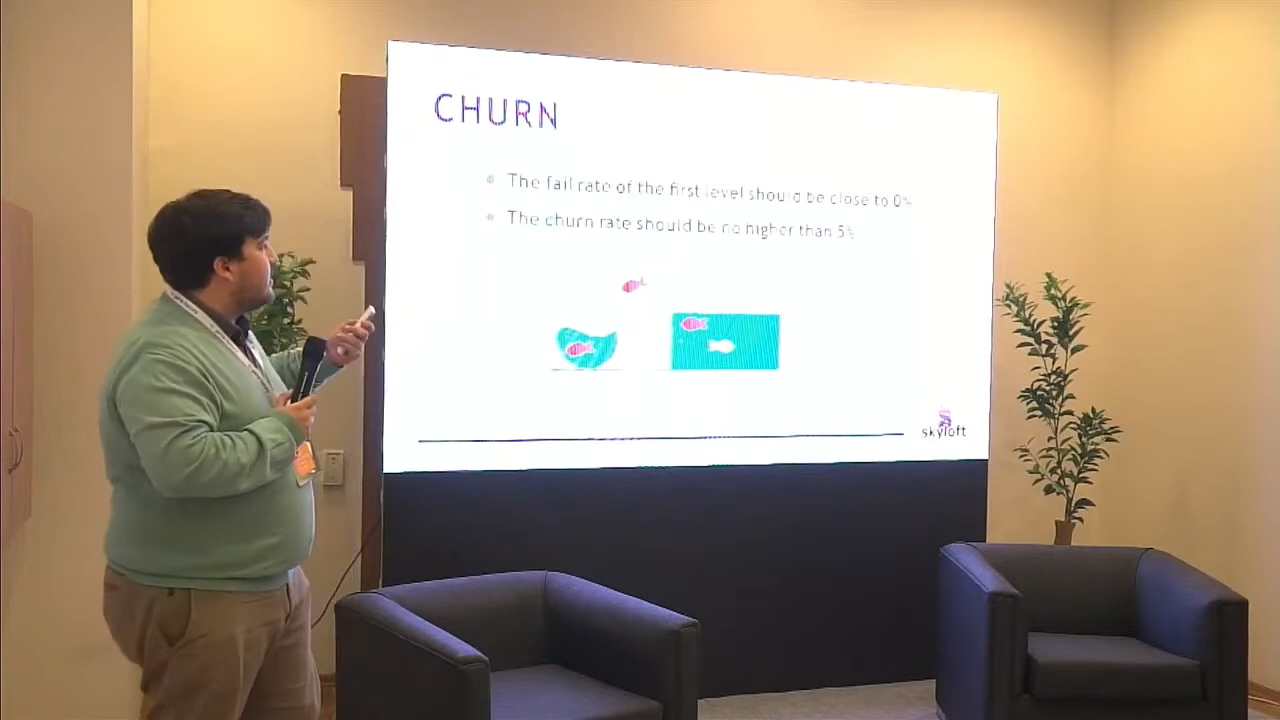 CHURN
The fail rate of the first level should be close to 0%
The churn rate should be no higher than 5%
skyloft